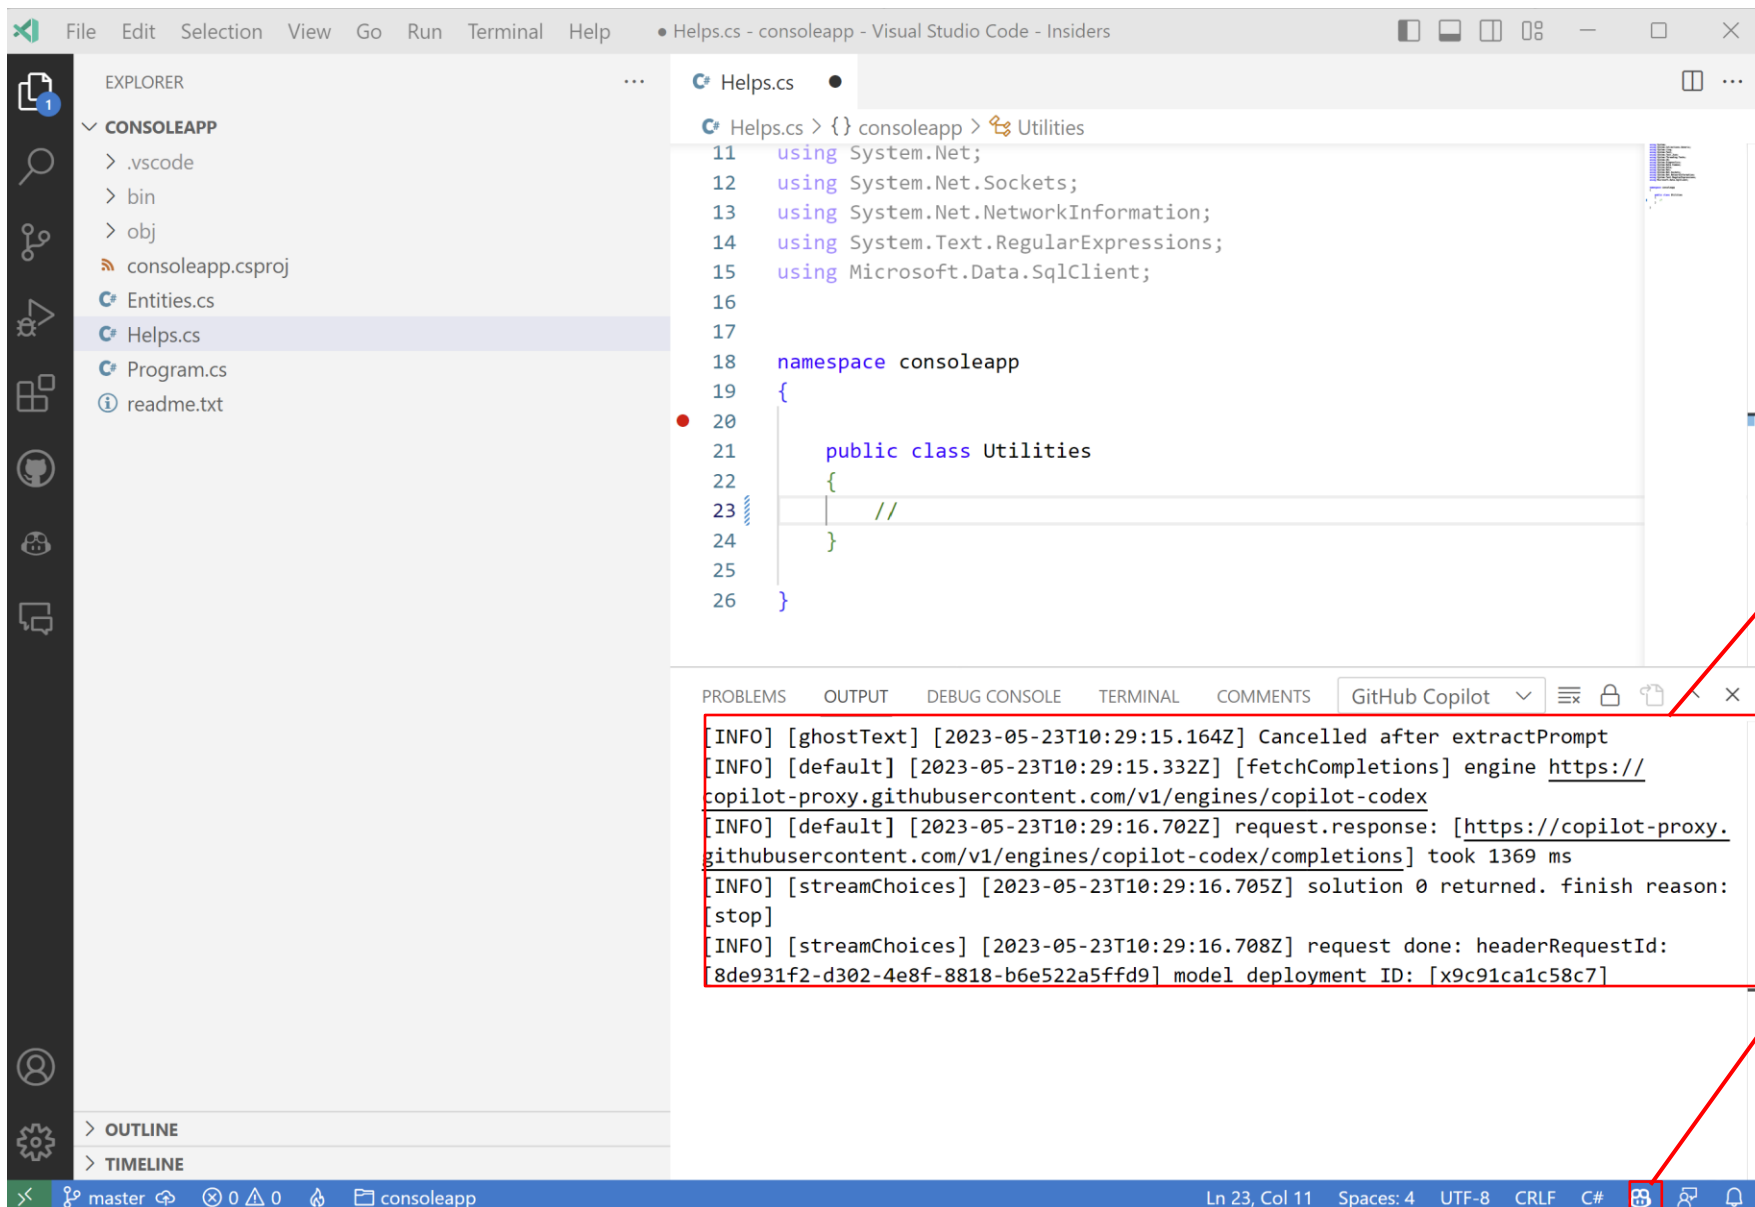 File Edit Selection View Go Run Terminal Help ● Helps.cs - consoleapp - Visual Studio Code - Insiders
1
EXPLORER ···
CONSOLEAPP
.vscode
bin
obj
consoleapp.csproj
C# Entities.cs
C# Helps.cs
C# Program.cs
readme.txt
OUTLINE
TIMELINE
C# Helps.cs ●
C# Helps.cs > {} consoleapp > Utilities
11 using System.Net;
12 using System.Net.Sockets;
13 using System.Net.NetworkInformation;
14 using System.Text.RegularExpressions;
15 using Microsoft.Data.SqlClient;
16
17
18 namespace consoleapp
19 {
20
21 public class Utilities
22 {
23 //
24 }
25
26 }
PROBLEMS OUTPUT DEBUG CONSOLE TERMINAL COMMENTS GitHub Copilot
[INFO] [ghostText] [2023-05-23T10:29:15.164Z] Cancelled after extractPrompt
[INFO] [default] [2023-05-23T10:29:15.332Z] [fetchCompletions] engine https://
copilot-proxy.githubusercontent.com/v1/engines/copilot-codex
[INFO] [default] [2023-05-23T10:29:16.702Z] request.response: [https://copilot-proxy.
githubusercontent.com/v1/engines/copilot-codex/completions] took 1369 ms
[INFO] [streamChoices] [2023-05-23T10:29:16.705Z] solution 0 returned. finish reason:
[stop]
[INFO] [streamChoices] [2023-05-23T10:29:16.708Z] request done: headerRequestId:
[8de931f2-d302-4e8f-8818-b6e522a5ffd9] model deployment ID: [x9c91ca1c58c7]
master 0 0 consoleapp Ln 23, Col 11 Spaces: 4 UTF-8 CRLF C#